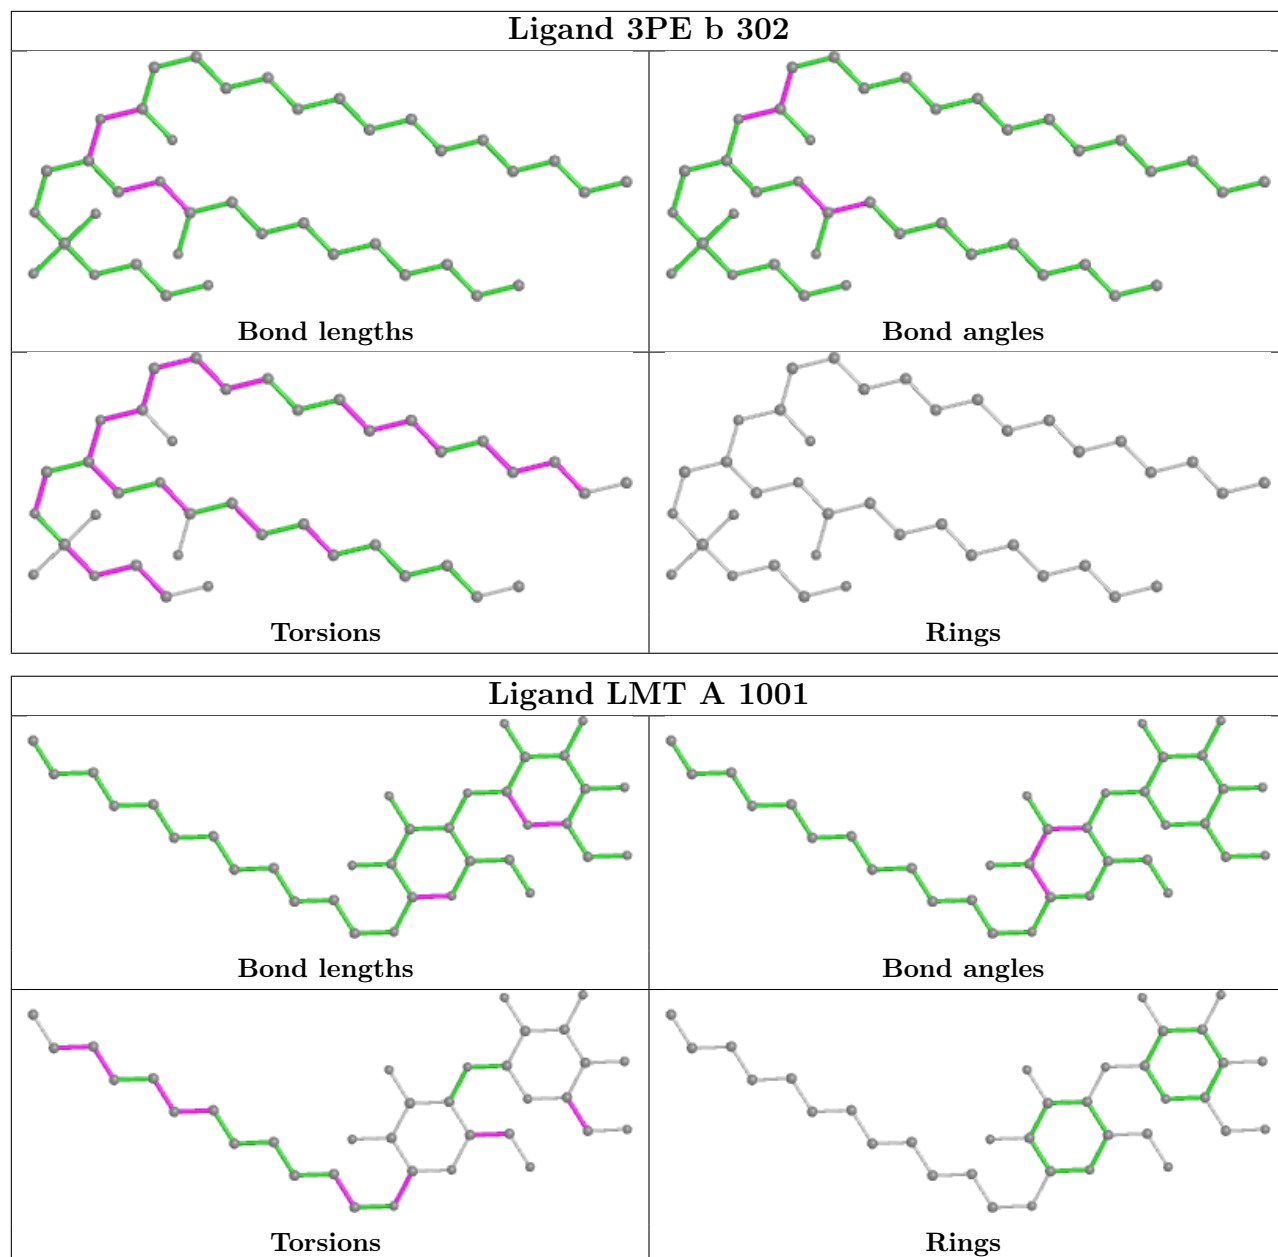 Ligand 3PE b 302
Bond lengths
Bond angles
Torsions
Rings
Ligand LMT A 1001
Bond lengths
Bond angles
Torsions
Rings